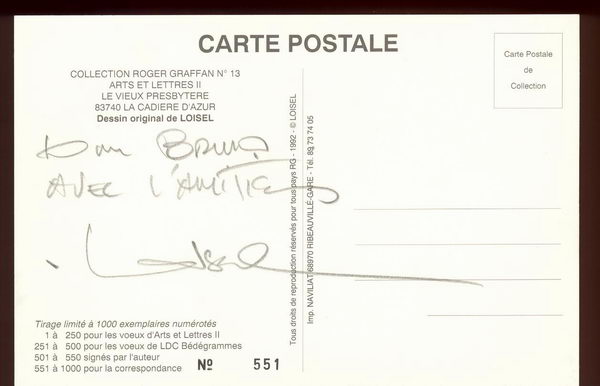 CARTE POSTALE
Carte Postale
de
Collection
COLLECTION ROGER GRAFFAN N° 13
ARTS ET LETTRES II
LE VIEUX PRESBYTERE
83740 LA CADIERE D'AZUR
Dessin original de LOISEL
BRUNO
AVEC L'AMITIE
Loisel
Tous droits de reproduction réservés pour tous pays RG - 1992 - © LOISEL
Imp. NAVILIAT 68970 RIBEAUVILLÉ-GARE - Tél. 89 73 74 05
Tirage limité à 1000 exemplaires numérotés
1 à 250 pour les voeux d'Arts et Lettres II
251 à 500 pour les voeux de LDC Bédégrammes
501 à 550 signés par l'auteur
551 à 1000 pour la correspondance
Nº 551